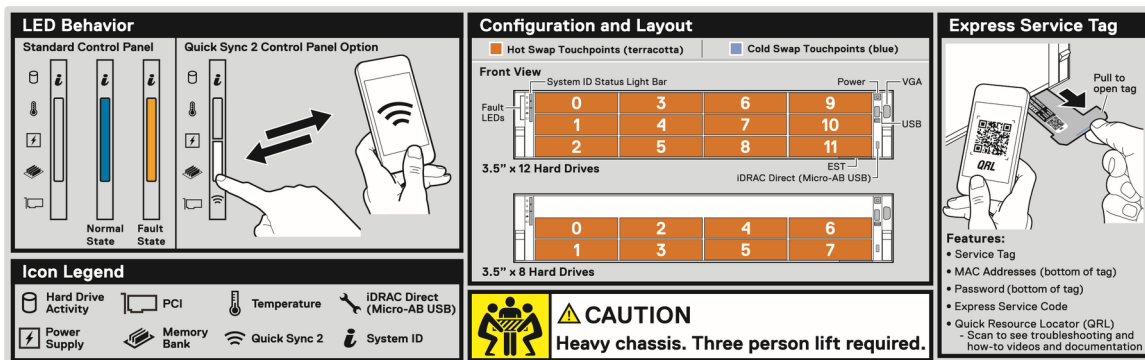 LED Behavior
Standard Control Panel
Quick Sync 2 Control Panel Option
i
i
i
i
Normal
State
Fault
State
Icon Legend
Hard Drive
Activity
PCI
Temperature
iDRAC Direct
(Micro-AB USB)
Power
Supply
Memory
Bank
Quick Sync 2
i
System ID
Configuration and Layout
Hot Swap Touchpoints (terracotta)
Cold Swap Touchpoints (blue)
Front View
System ID Status Light Bar
Power
VGA
Fault
LEDs
USB
0 3 6 9
1 4 7 10
2 5 8 11
EST
3.5" x 12 Hard Drives
iDRAC Direct (Micro-AB USB)
0 2 4 6
1 3 5 7
3.5" x 8 Hard Drives
CAUTION
Heavy chassis. Three person lift required.
Express Service Tag
Pull to
open tag
QRL
Features:
• Service Tag
• MAC Addresses (bottom of tag)
• Password (bottom of tag)
• Express Service Code
• Quick Resource Locator (QRL)
- Scan to see troubleshooting and
how-to videos and documentation